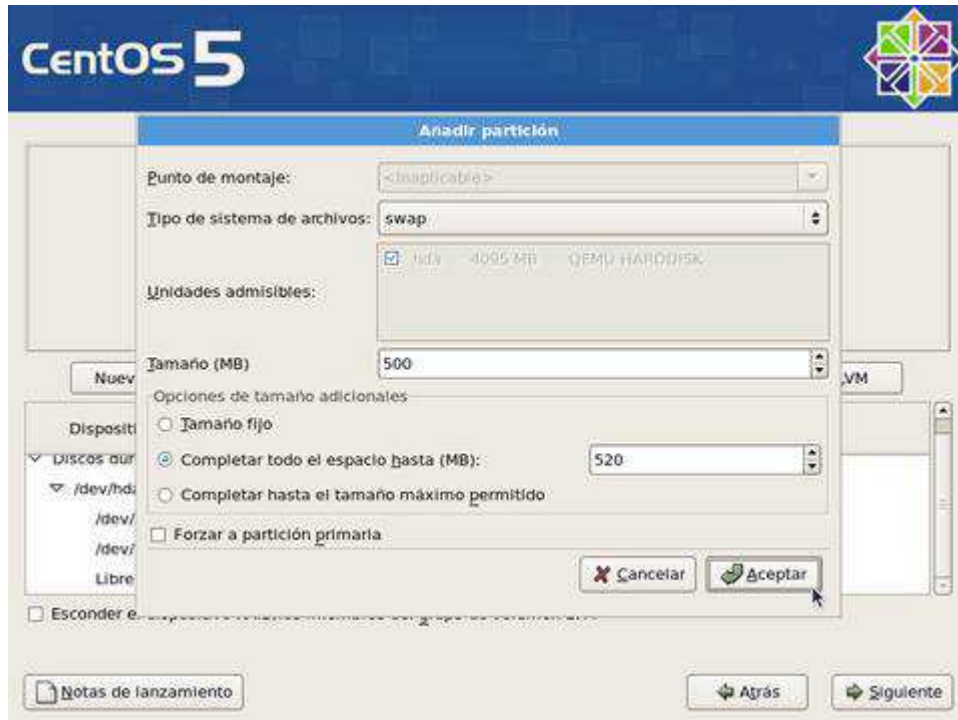 CentOS 5
Añadir partición
Punto de montaje: <Inaplicable>
Tipo de sistema de archivos: swap
hda 4095 MB QEMU HARDDISK
Unidades admisibles:
Tamaño (MB) 500
Nuev
LVM
Opciones de tamaño adicionales
Tamaño fijo
Completar todo el espacio hasta (MB): 520
Completar hasta el tamaño máximo permitido
Forzar a partición primaria
Dispositi
Discos dur
/dev/hda
/dev/
/dev/
Libre
Cancelar Aceptar
Esconder e
Notas de lanzamiento Atrás Siguiente